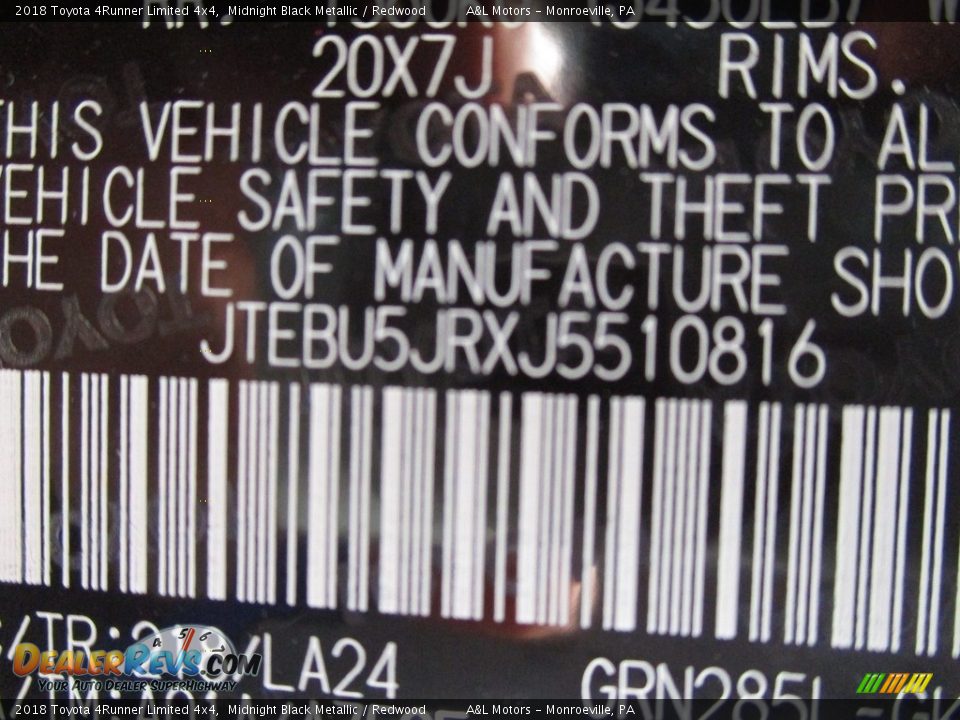 2018 Toyota 4Runner Limited 4x4, Midnight Black Metallic / Redwood A&L Motors - Monroeville, PA
20X7J RIMS.
THIS VEHICLE CONFORMS TO AL
VEHICLE SAFETY AND THEFT PR
THE DATE OF MANUFACTURE SHO
JTEBU5JRXJ5510816
/TR: /LA24
GRN285L
DEALERREVS.COM
YOUR AUTO DEALER SUPERHIGHWAY
2018 Toyota 4Runner Limited 4x4, Midnight Black Metallic / Redwood A&L Motors - Monroeville, PA